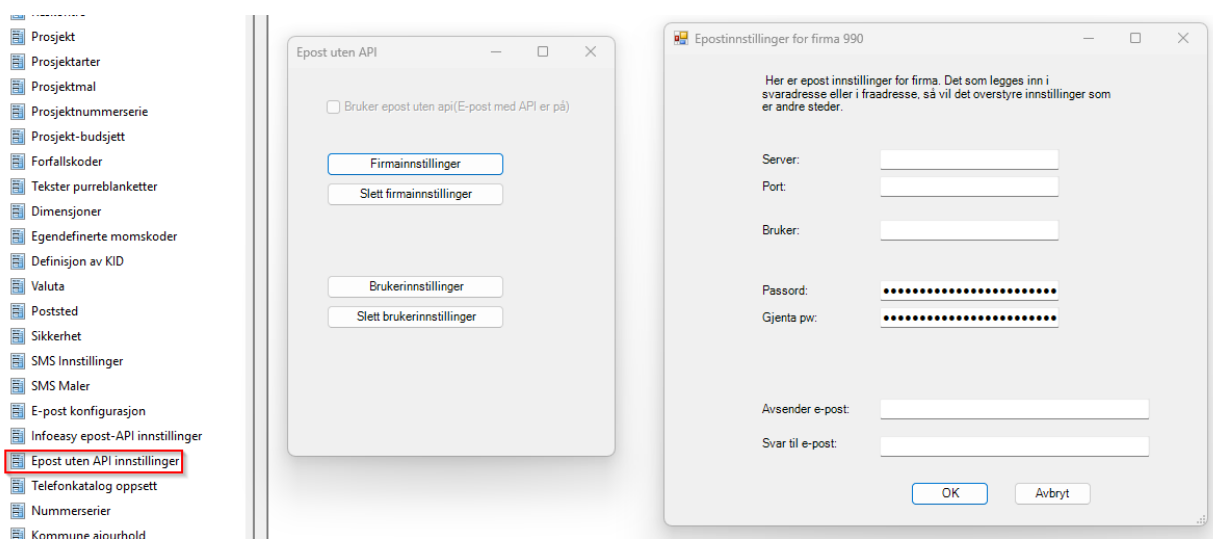 Prosjekt
Prosjektarter
Prosjektmal
Prosjektnummerserie
Prosjekt-budsjett
Forfallskoder
Tekster purreblanketter
Dimensjoner
Egendefinerte momskoder
Definisjon av KID
Valuta
Poststed
Sikkerhet
SMS Innstillinger
SMS Maler
E-post konfigurasjon
Infoeasy epost-API innstillinger
Epost uten API innstillinger
Telefonkatalog oppsett
Nummerserier
Kommune ajourhold
Epost uten API
Bruker epost uten api(E-post med API er på)
Firmainnstillinger
Slett firmainnstillinger
Brukerinnstillinger
Slett brukerinnstillinger
Epostinnstillinger for firma 990
Her er epost innstillinger for firma. Det som legges inn i
svaradresse eller i fraadresse, så vil det overstyre innstillinger som
er andre steder.
Server:
Port:
Bruker:
Passord:
Gjenta pw:
Avsender e-post:
Svar til e-post:
OK
Avbryt